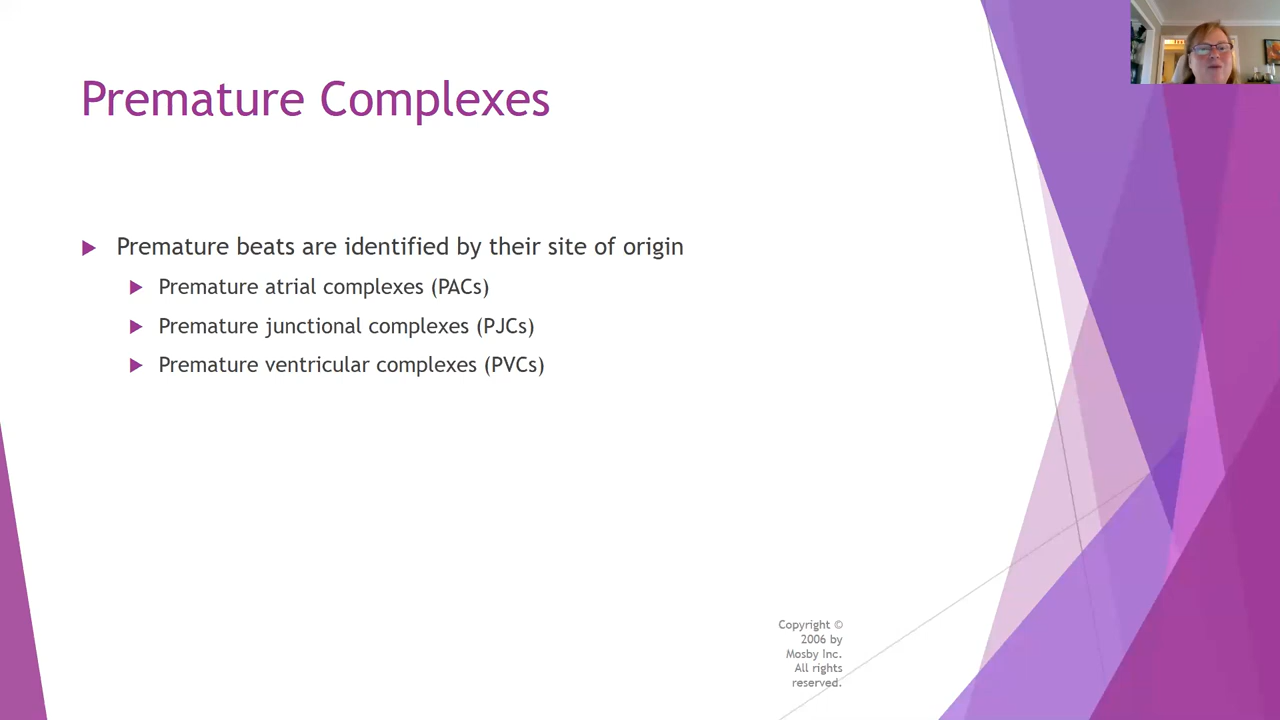 Premature Complexes
Premature beats are identified by their site of origin
Premature atrial complexes (PACs)
Premature junctional complexes (PJCs)
Premature ventricular complexes (PVCs)
Copyright ©
2006 by
Mosby Inc.
All rights
reserved.